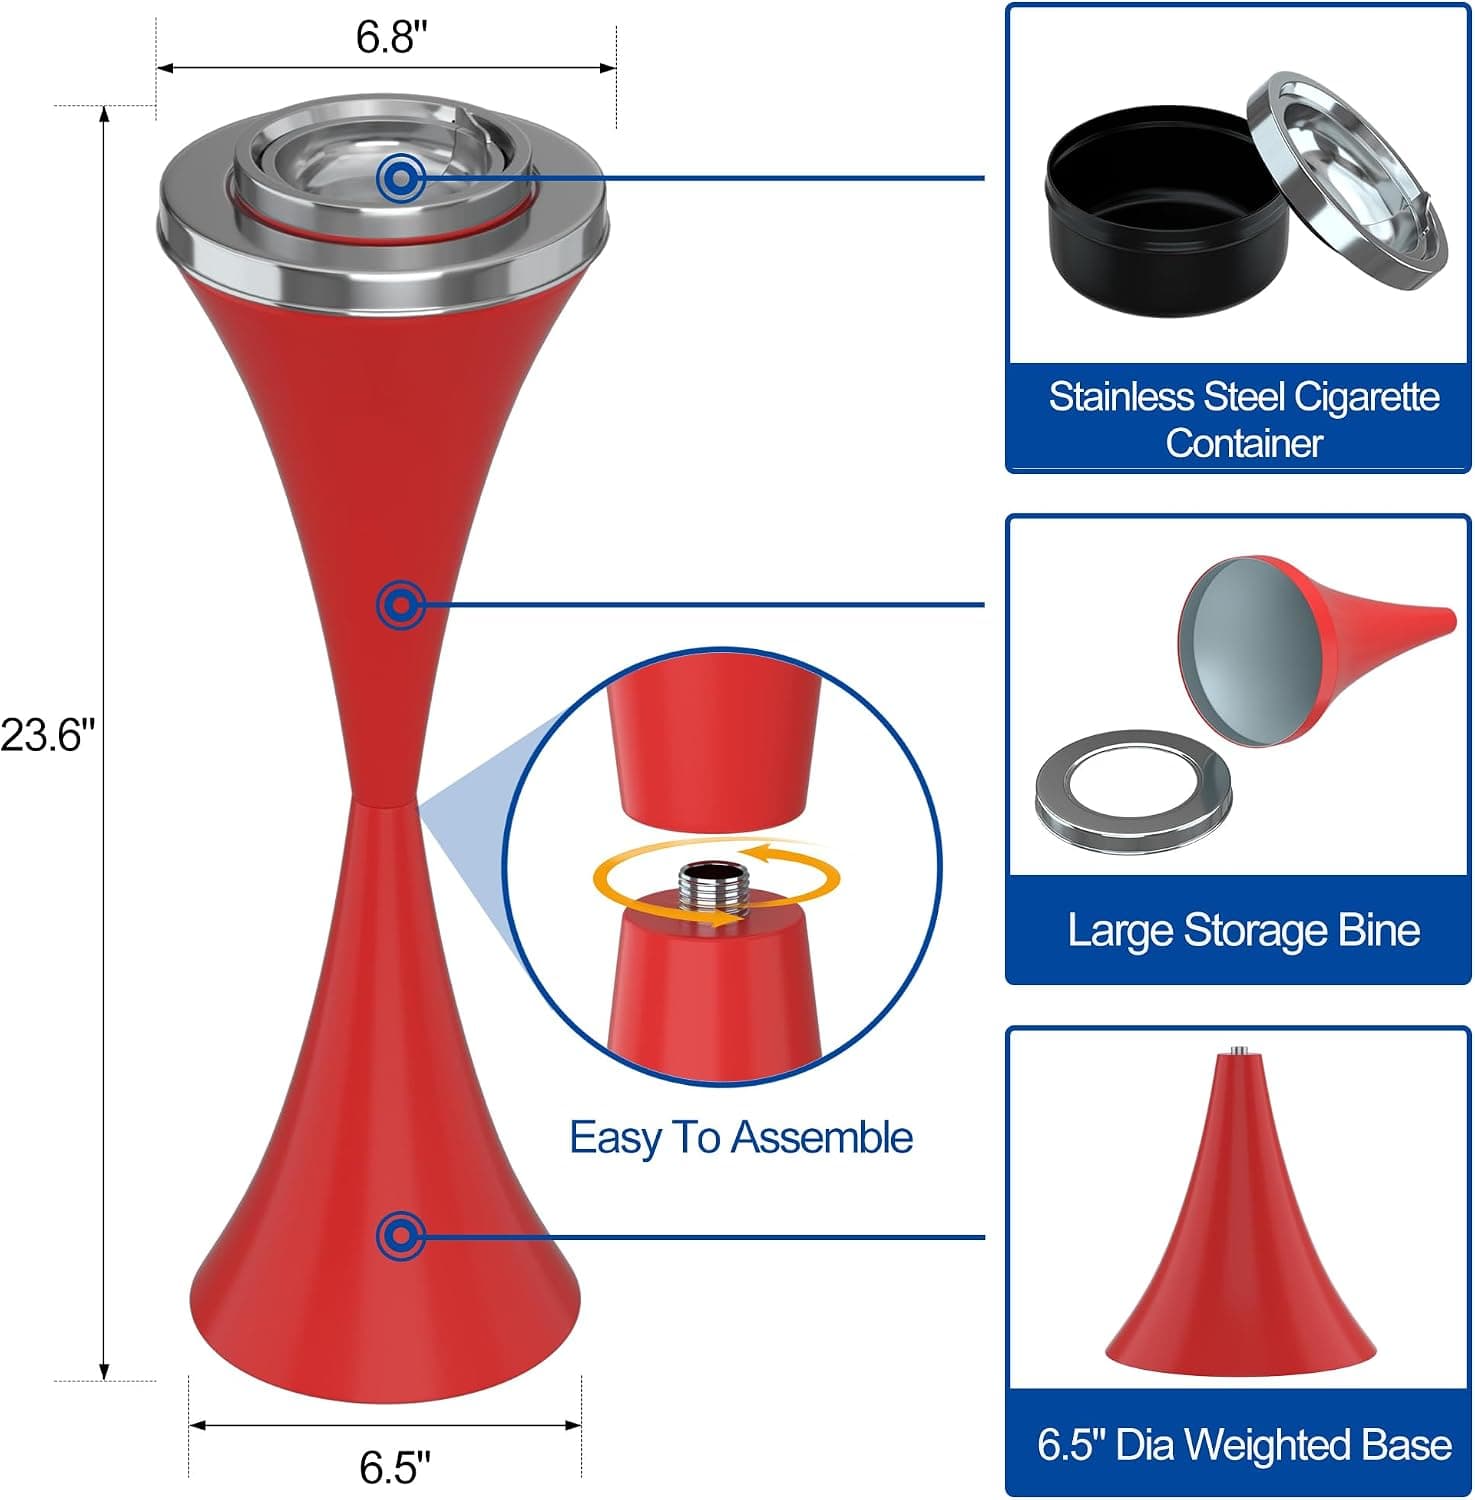 6.8"
23.6"
Stainless Steel Cigarette
Container
Large Storage Bine
Easy To Assemble
6.5" Dia Weighted Base
6.5"